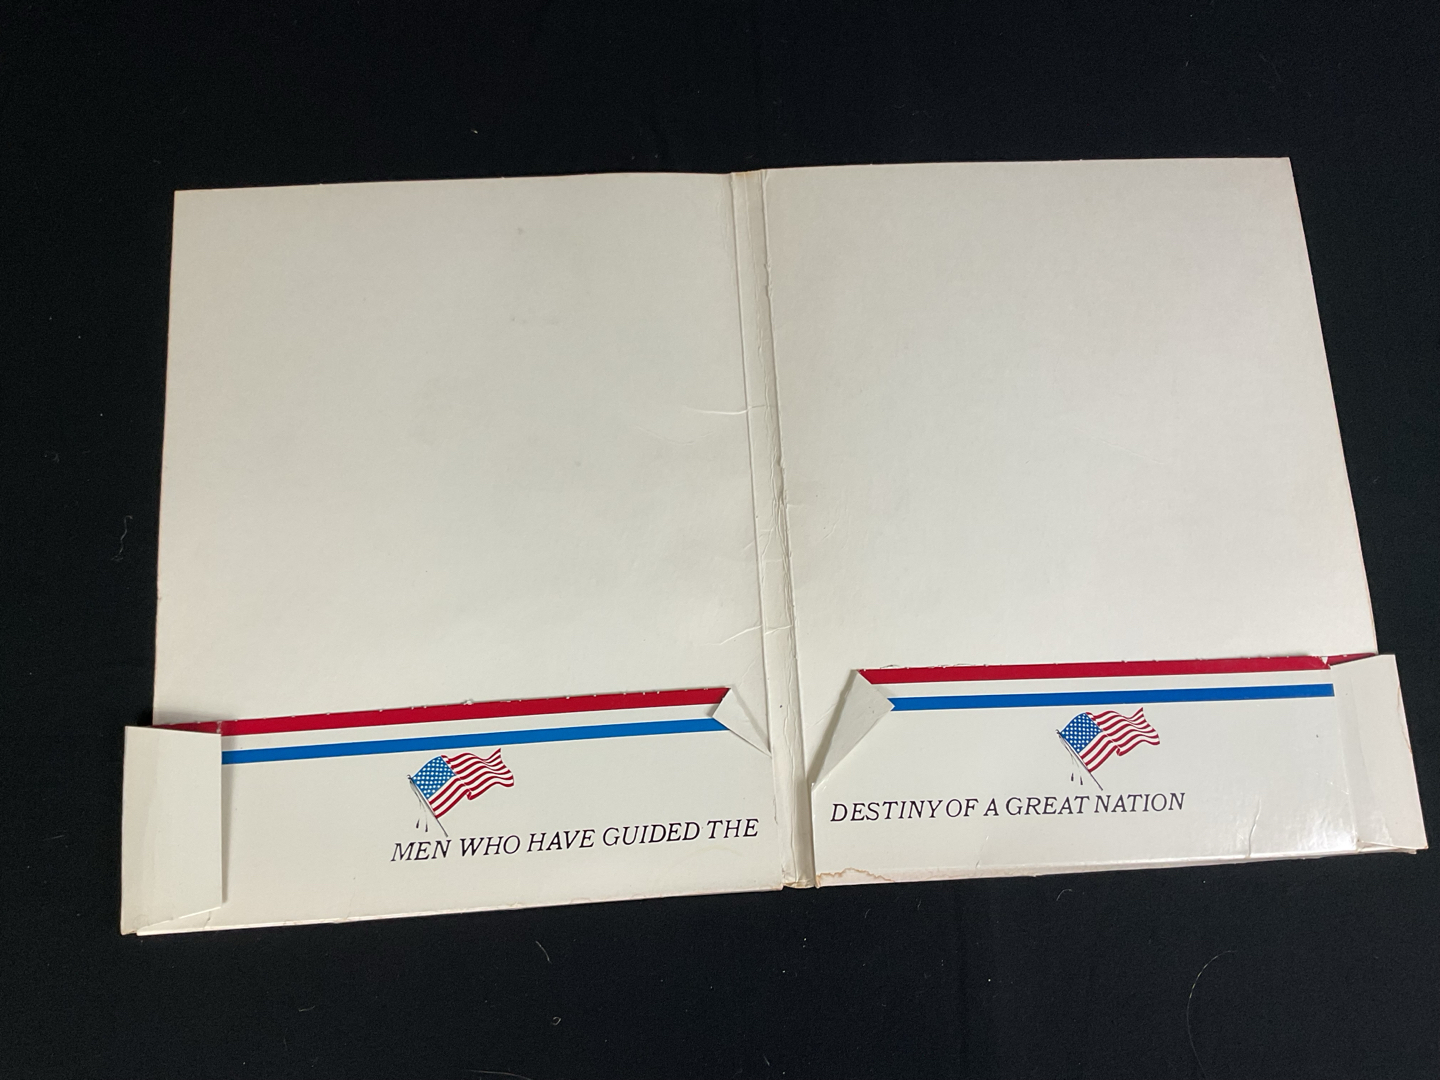 MEN WHO HAVE GUIDED THE
DESTINY OF A GREAT NATION